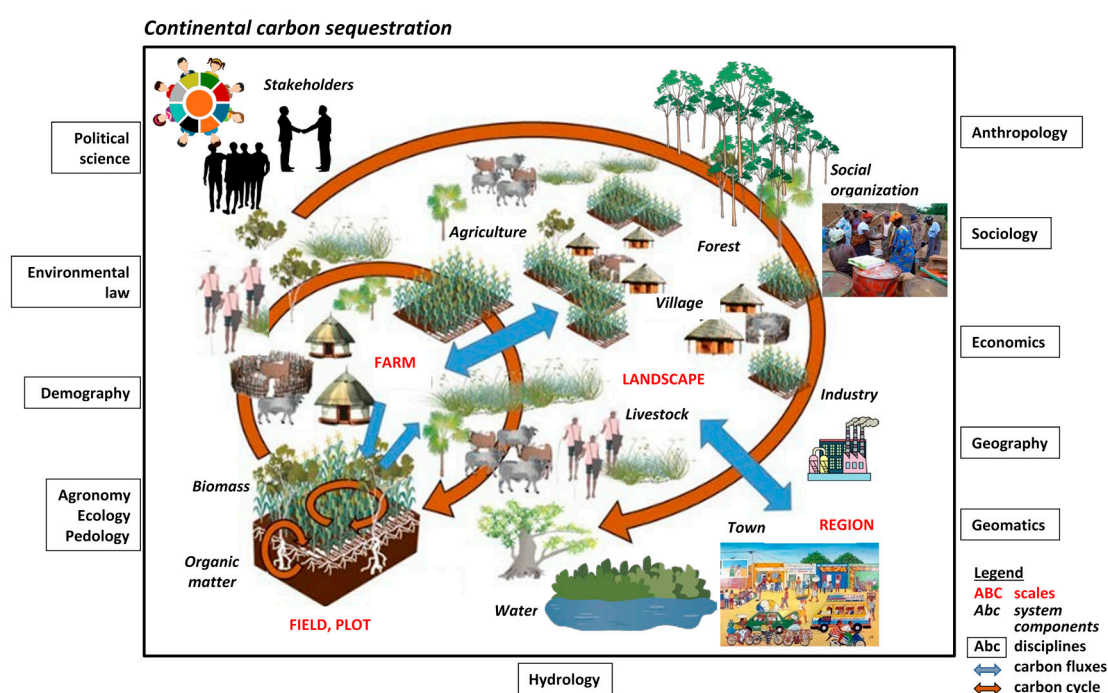 Continental carbon sequestration
Stakeholders
Political
science
Environmental
law
Demography
Agronomy
Ecology
Pedology
Agriculture
Forest
Social
organization
Village
FARM
LANDSCAPE
Livestock
Industry
Biomass
Organic
matter
FIELD, PLOT
Water
Town
REGION
Anthropology
Sociology
Economics
Geography
Geomatics
Hydrology
Legend
ABC scales
Abc system
components
Abc disciplines
carbon fluxes
carbon cycle